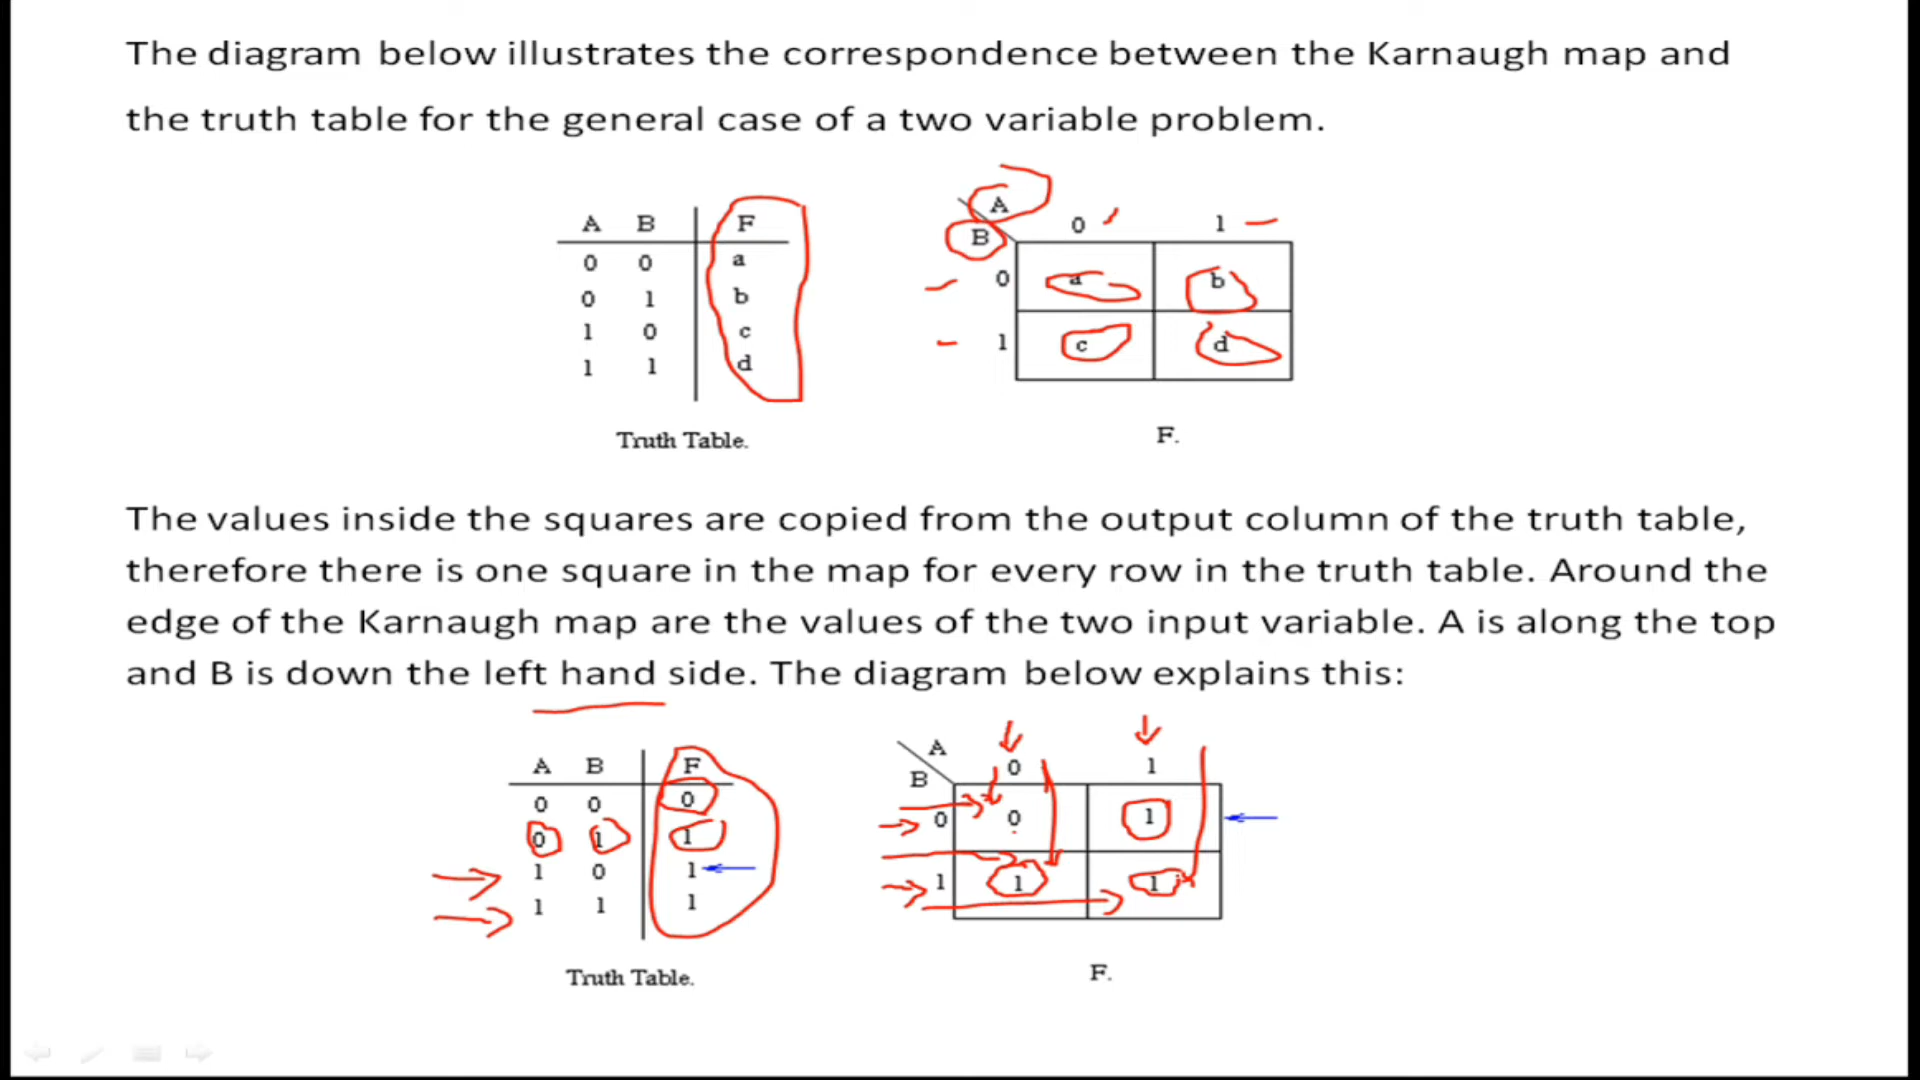 The diagram below illustrates the correspondence between the Karnaugh map and
the truth table for the general case of a two variable problem.
A B F
0 0 a
0 1 b
1 0 c
1 1 d
Truth Table.
A
B
0 1
0 a b
1 c d
F.
The values inside the squares are copied from the output column of the truth table,
therefore there is one square in the map for every row in the truth table. Around the
edge of the Karnaugh map are the values of the two input variable. A is along the top
and B is down the left hand side. The diagram below explains this:
A B F
0 0 0
0 1 1
1 0 1
1 1 1
Truth Table.
A
B
0 1
0 0 1
1 1 1
F.